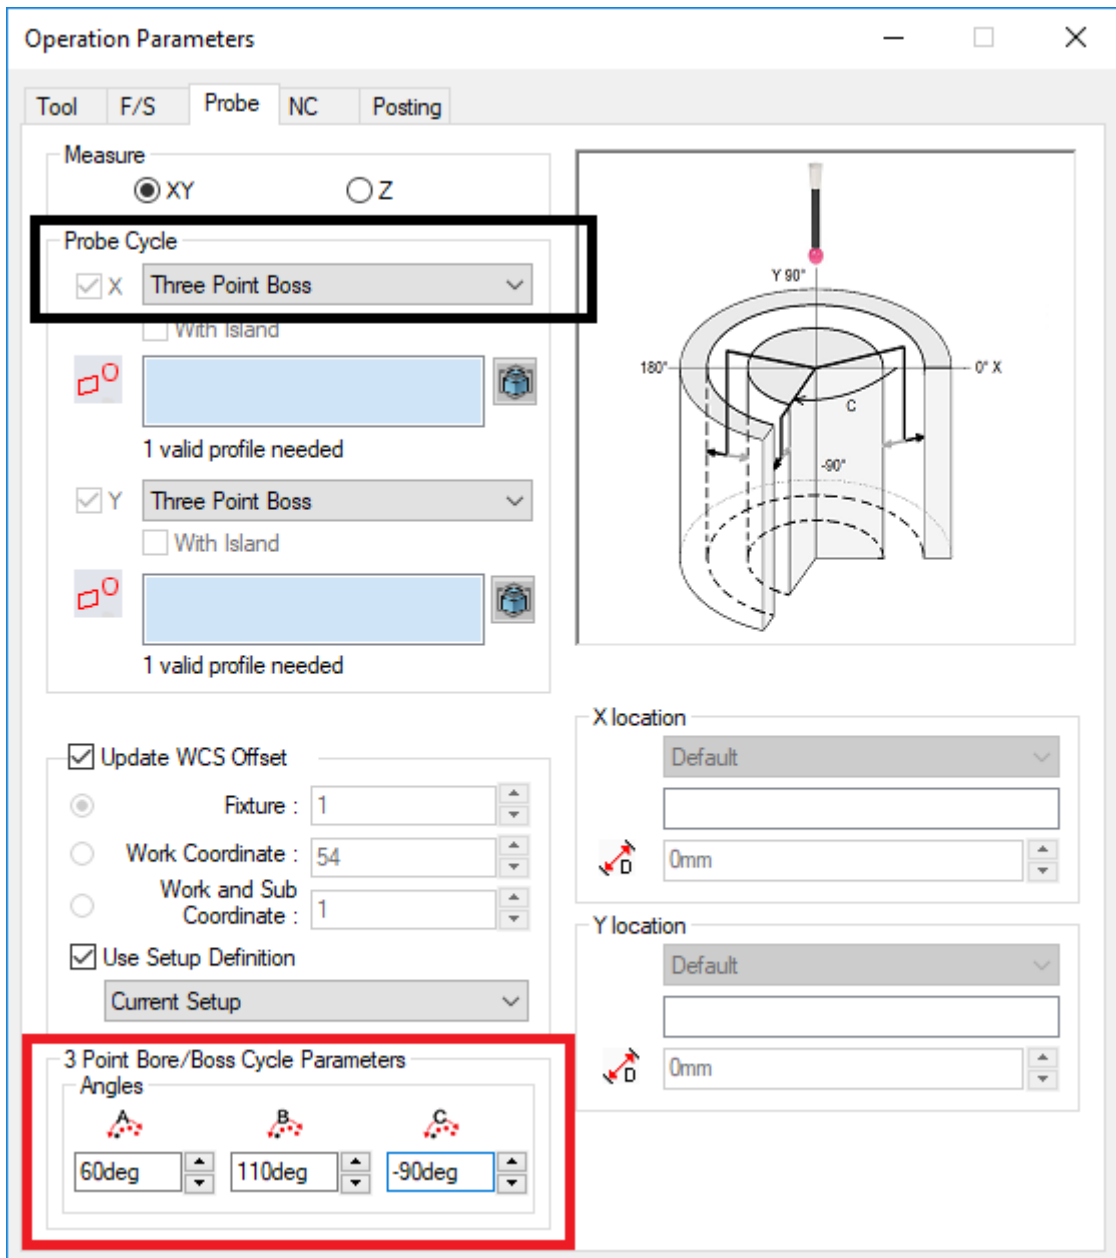 Operation Parameters
Tool F/S Probe NC Posting
Measure
XY Z
Probe Cycle
X Three Point Boss
With Island
1 valid profile needed
Y Three Point Boss
With Island
1 valid profile needed
Y 90°
180° 0° X
C
-90°
Update WCS Offset
Fixture : 1
Work Coordinate : 54
Work and Sub
Coordinate : 1
Use Setup Definition
Current Setup
X location
Default
D 0mm
Y location
Default
D 0mm
3 Point Bore/Boss Cycle Parameters
Angles
A B C
60deg 110deg -90deg